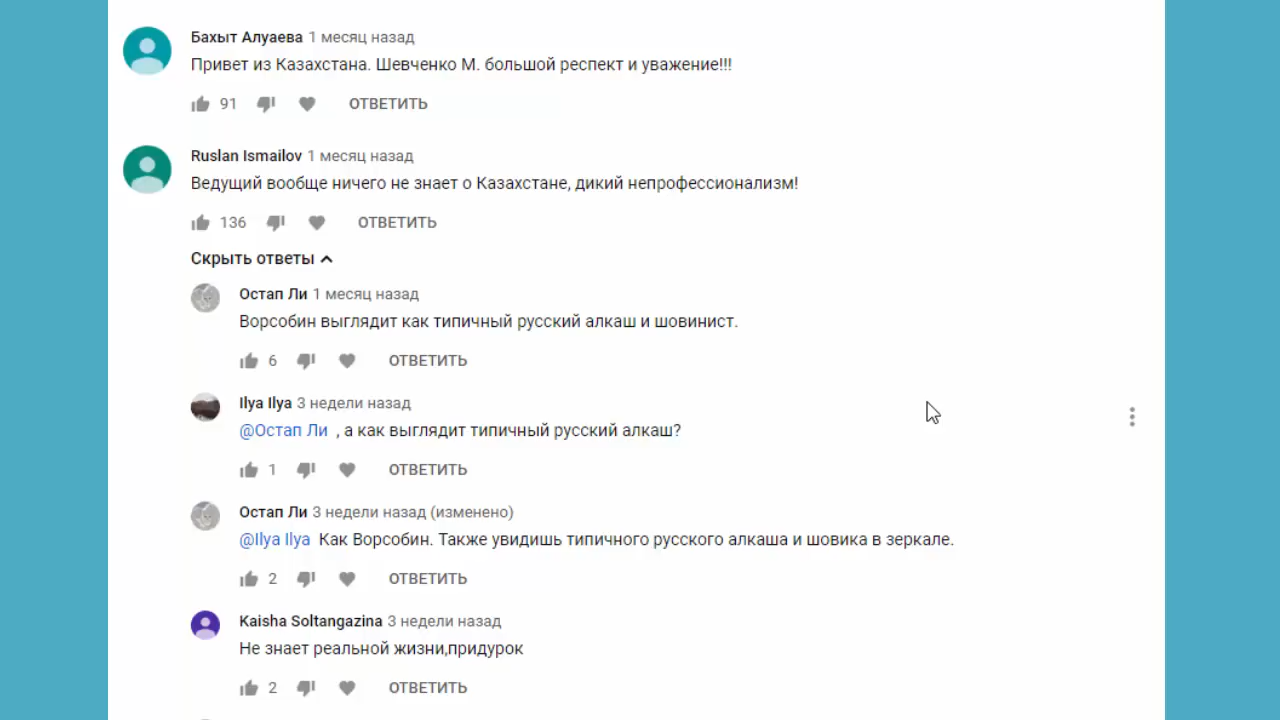 Бахыт Алуаева 1 месяц назад
Привет из Казахстана. Шевченко М. большой респект и уважение!!!
91 ОТВЕТИТЬ
Ruslan Ismailov 1 месяц назад
Ведущий вообще ничего не знает о Казахстане, дикий непрофессионализм!
136 ОТВЕТИТЬ
Скрыть ответы
Остап Ли 1 месяц назад
Ворсобин выглядит как типичный русский алкаш и шовинист.
6 ОТВЕТИТЬ
Ilya Ilya 3 недели назад
@Остап Ли , а как выглядит типичный русский алкаш?
1 ОТВЕТИТЬ
Остап Ли 3 недели назад (изменено)
@Ilya Ilya Как Ворсобин. Также увидишь типичного русского алкаша и шовика в зеркале.
2 ОТВЕТИТЬ
Kaisha Soltangazina 3 недели назад
Не знает реальной жизни,придурок
2 ОТВЕТИТЬ